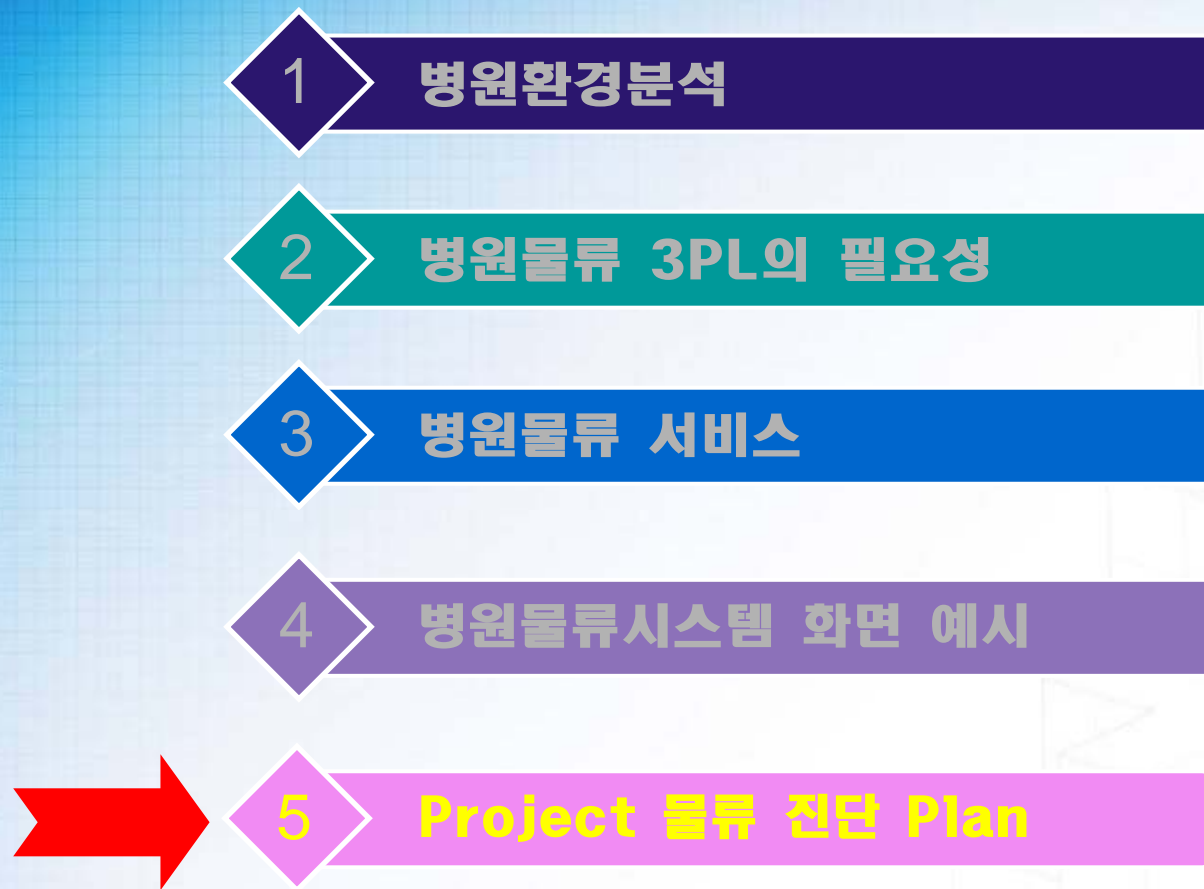 1 병원환경분석
2 병원물류 3PL의 필요성
3 병원물류 서비스
4 병원물류시스템 화면 예시
5 Project 물류 진단 Plan